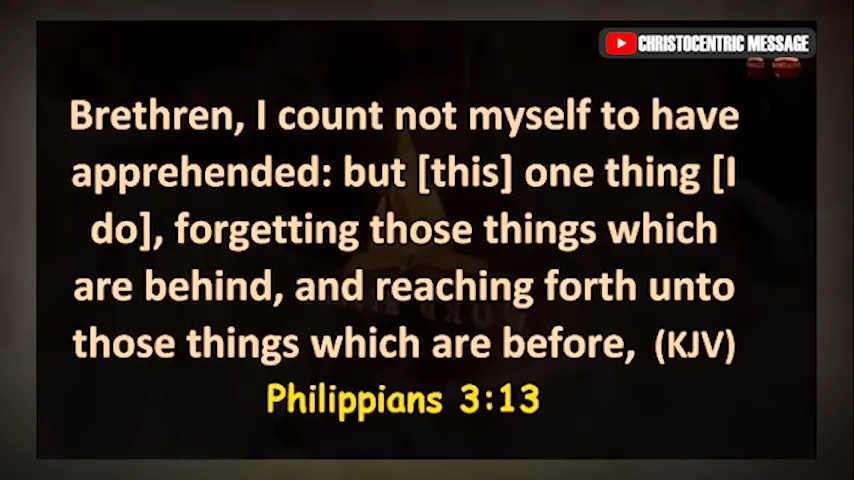 CHRISTOCENTRIC MESSAGE
Brethren, I count not myself to have
apprehended: but [this] one thing [I
do], forgetting those things which
are behind, and reaching forth unto
those things which are before, (KJV)
Philippians 3:13